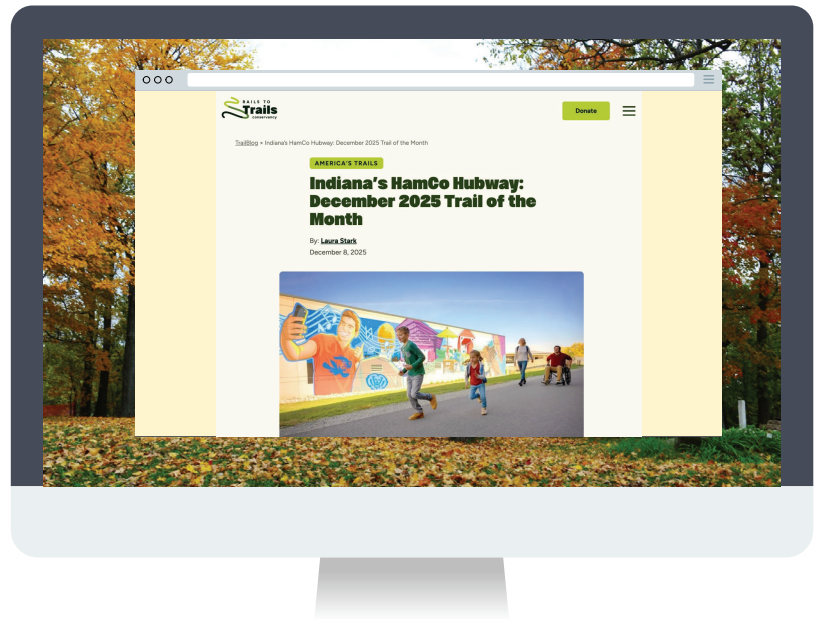 RAILS TO
Trails
conservancy
Donate
TrailBlog > Indiana's HamCo Hubway: December 2025 Trail of the Month
AMERICA'S TRAILS
Indiana's HamCo Hubway:
December 2025 Trail of the
Month
By: Laura Stark
December 8, 2025